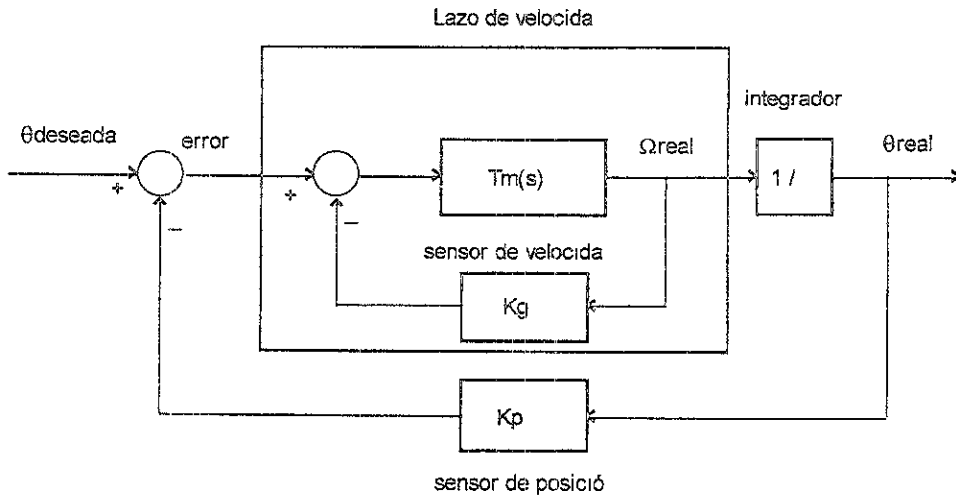 Lazo de velocida
integrador
θdeseada
error
Ωreal
θreal
+
+
Tm(s)
1 /
−
−
sensor de velocida
Kg
Kp
sensor de posició